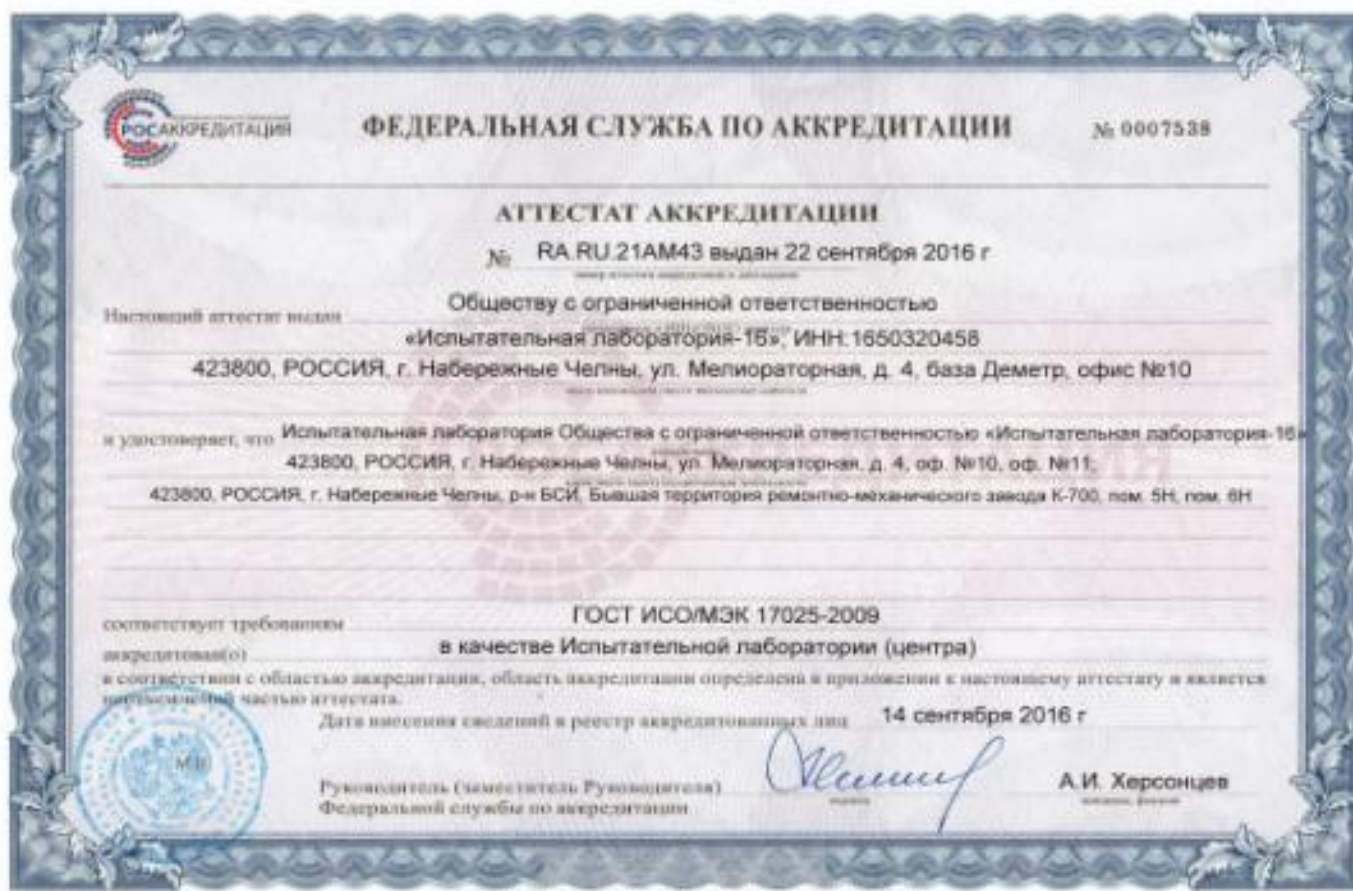 РОСАККРЕДИТАЦИЯ
ФЕДЕРАЛЬНАЯ СЛУЖБА ПО АККРЕДИТАЦИИ
№ 0007538
АТТЕСТАТ АККРЕДИТАЦИИ
№ RA.RU.21АМ43 выдан 22 сентября 2016 г
Настоящий аттестат выдан Обществу с ограниченной ответственностью
«Испытательная лаборатория-16», ИНН:1650320458
423800, РОССИЯ, г. Набережные Челны, ул. Мелиораторная, д. 4, база Деметр, офис №10
и удостоверяет, что Испытательная лаборатория Общества с ограниченной ответственностью «Испытательная лаборатория-16»
423800, РОССИЯ, г. Набережные Челны, ул. Мелиораторная, д. 4, оф. №10, оф. №11;
423800, РОССИЯ, г. Набережные Челны, р-н БСИ, Бывшая территория ремонтно-механического завода К-700, пом. 5Н, пом. 6Н
соответствует требованиям ГОСТ ИСО/МЭК 17025-2009
аккредитован(о) в качестве Испытательной лаборатории (центра)
в соответствии с областью аккредитации, область аккредитации определена в приложении к настоящему аттестату и является
неотъемлемой частью аттестата.
Дата внесения сведений в реестр аккредитованных лиц 14 сентября 2016 г
М.П.
Руководитель (заместитель Руководителя)
Федеральной службы по аккредитации
А.И. Херсонцев